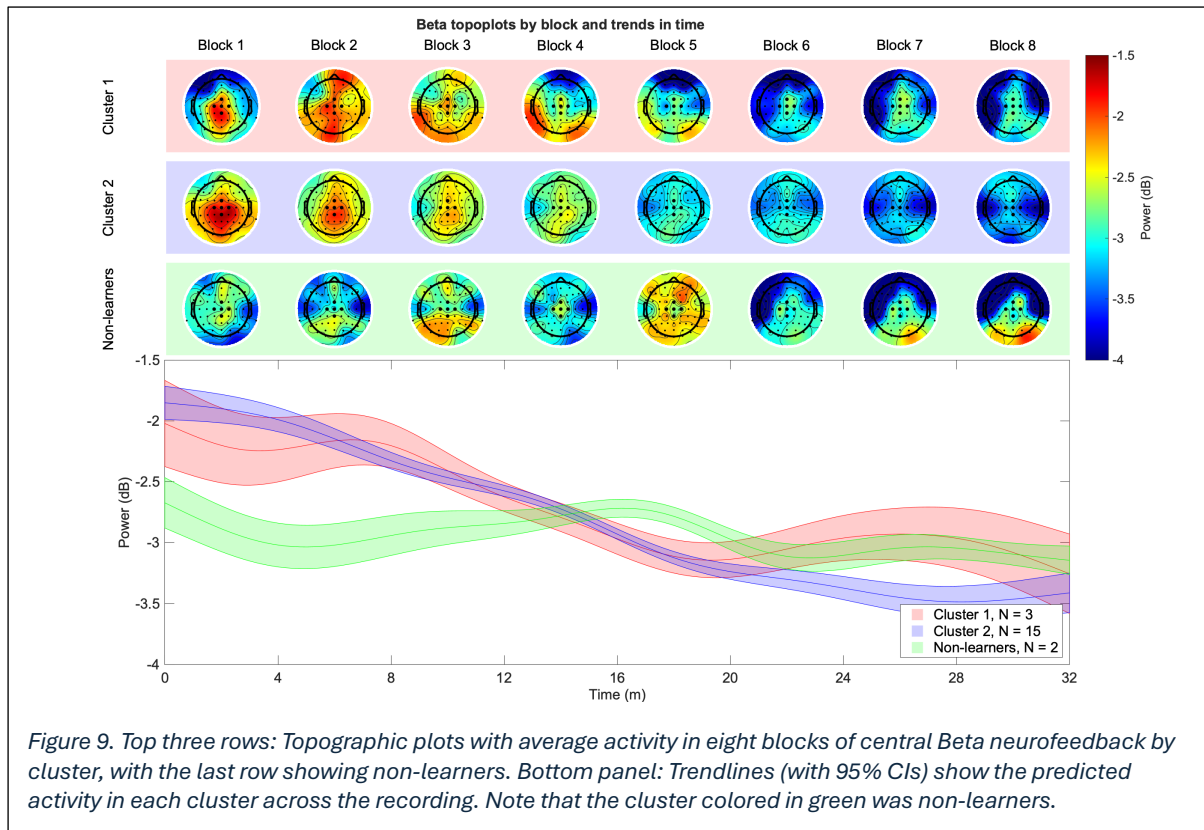 Beta topoplots by block and trends in time
Block 1 Block 2 Block 3 Block 4 Block 5 Block 6 Block 7 Block 8
Cluster 1
Cluster 2
Non-learners
-1.5
-2
-2.5
-3
-3.5
-4
Power (dB)
-1.5
-2
-2.5
-3
-3.5
-4
Power (dB)
Cluster 1, N = 3
Cluster 2, N = 15
Non-learners, N = 2
0 4 8 12 16 20 24 28 32
Time (m)
Figure 9. Top three rows: Topographic plots with average activity in eight blocks of central Beta neurofeedback by
cluster, with the last row showing non-learners. Bottom panel: Trendlines (with 95% CIs) show the predicted
activity in each cluster across the recording. Note that the cluster colored in green was non-learners.